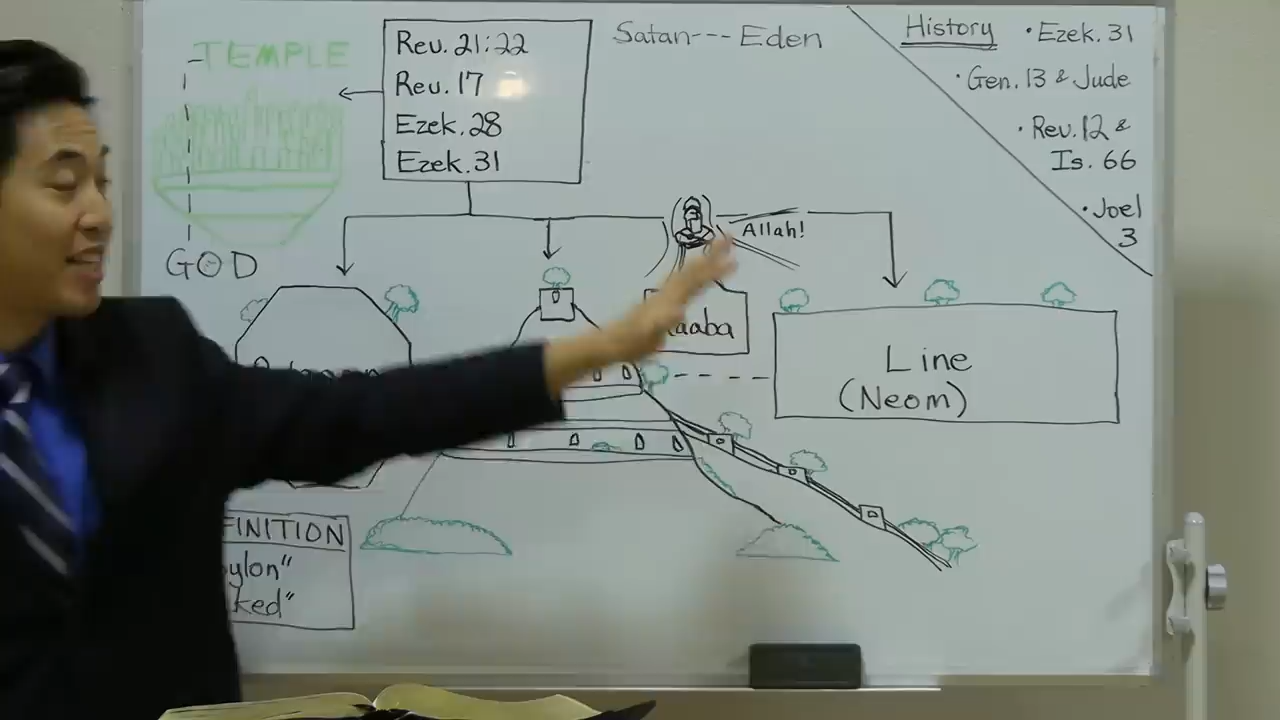 TEMPLE
GOD
Rev. 21:22
Rev. 17
Ezek. 28
Ezek. 31
Satan---Eden
History
• Ezek. 31
• Gen. 13 & Jude
• Rev. 12 &
Is. 66
• Joel
3
Allah!
aaba
Line
(Neom)
FINITION
ylon"
ked"